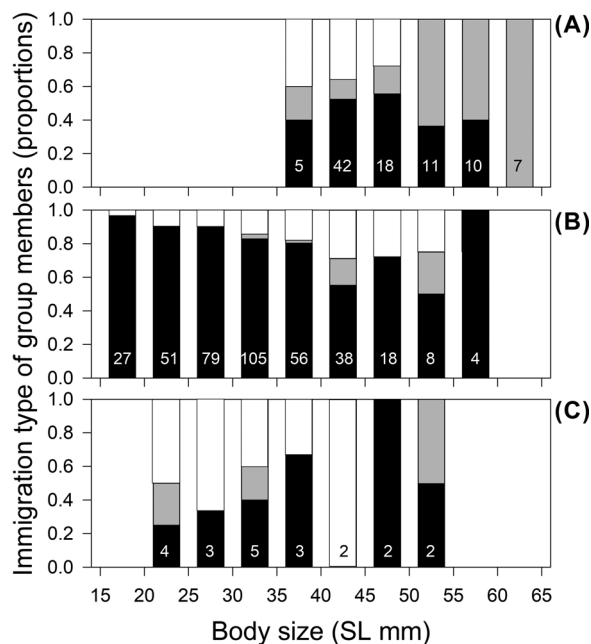 Immigration type of group members (proportions)
1.0 (A)
0.8
0.6
0.4
0.2 5 42 18 11 10 7
0.0
1.0 (B)
0.8
0.6
0.4
0.2 27 51 79 105 56 38 18 8 4
0.0
1.0 (C)
0.8
0.6
0.4
0.2 4 3 5 3 2 2 2
0.0
15 20 25 30 35 40 45 50 55 60 65
Body size (SL mm)